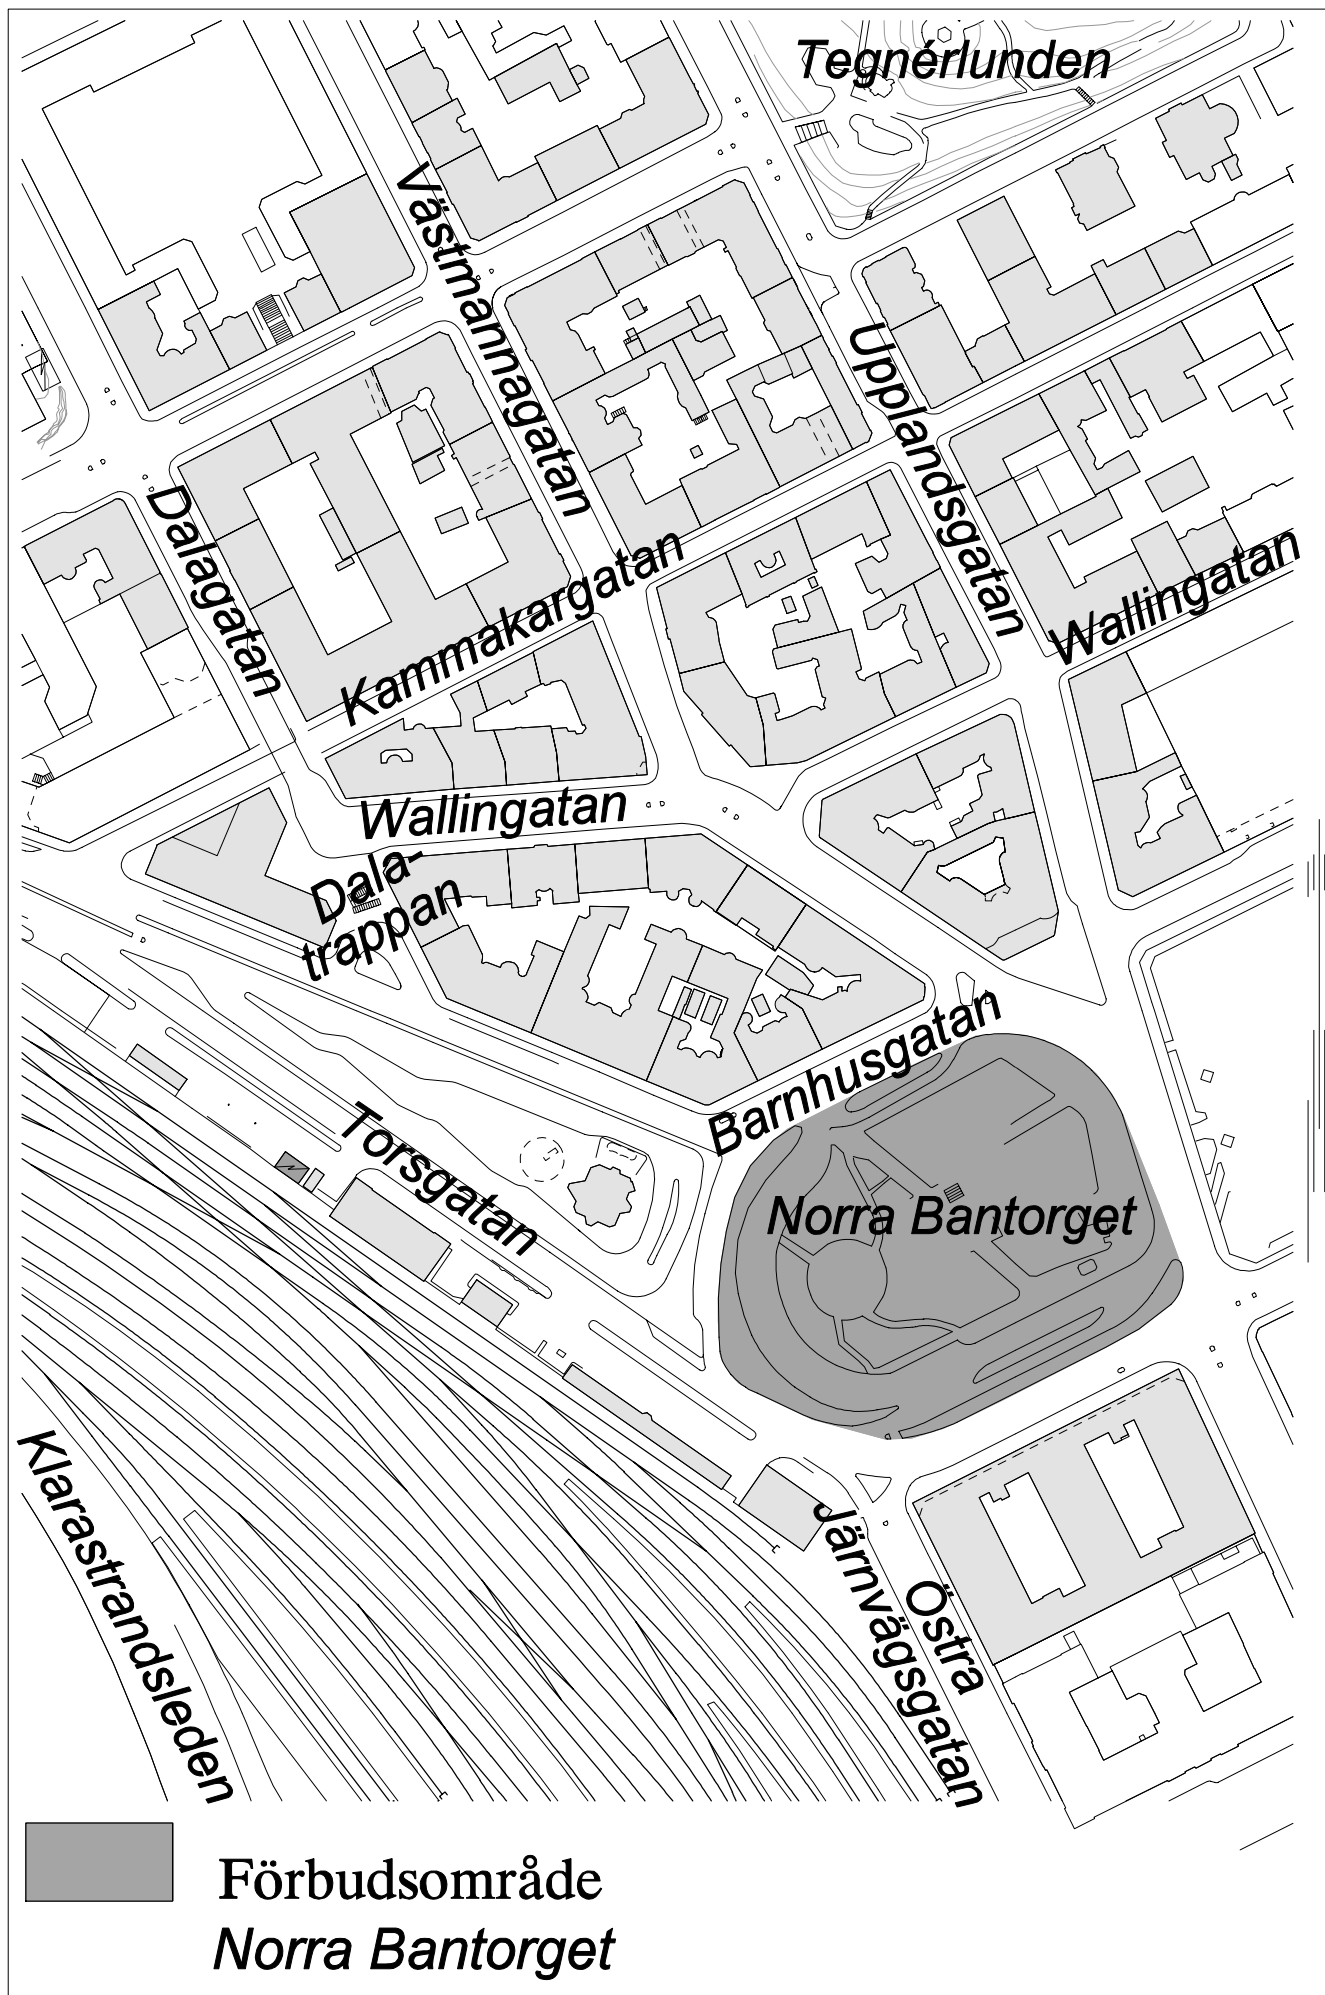 Tegnérlunden
Västmannagatan
Upplandsgatan
Dalagatan
Kammakargatan
Wallingatan
Wallingatan
Dala-
trappan
Barnhusgatan
Torsgatan
Norra Bantorget
Klarastrandsleden
Östra
Järnvägsgatan
Förbudsområde
Norra Bantorget